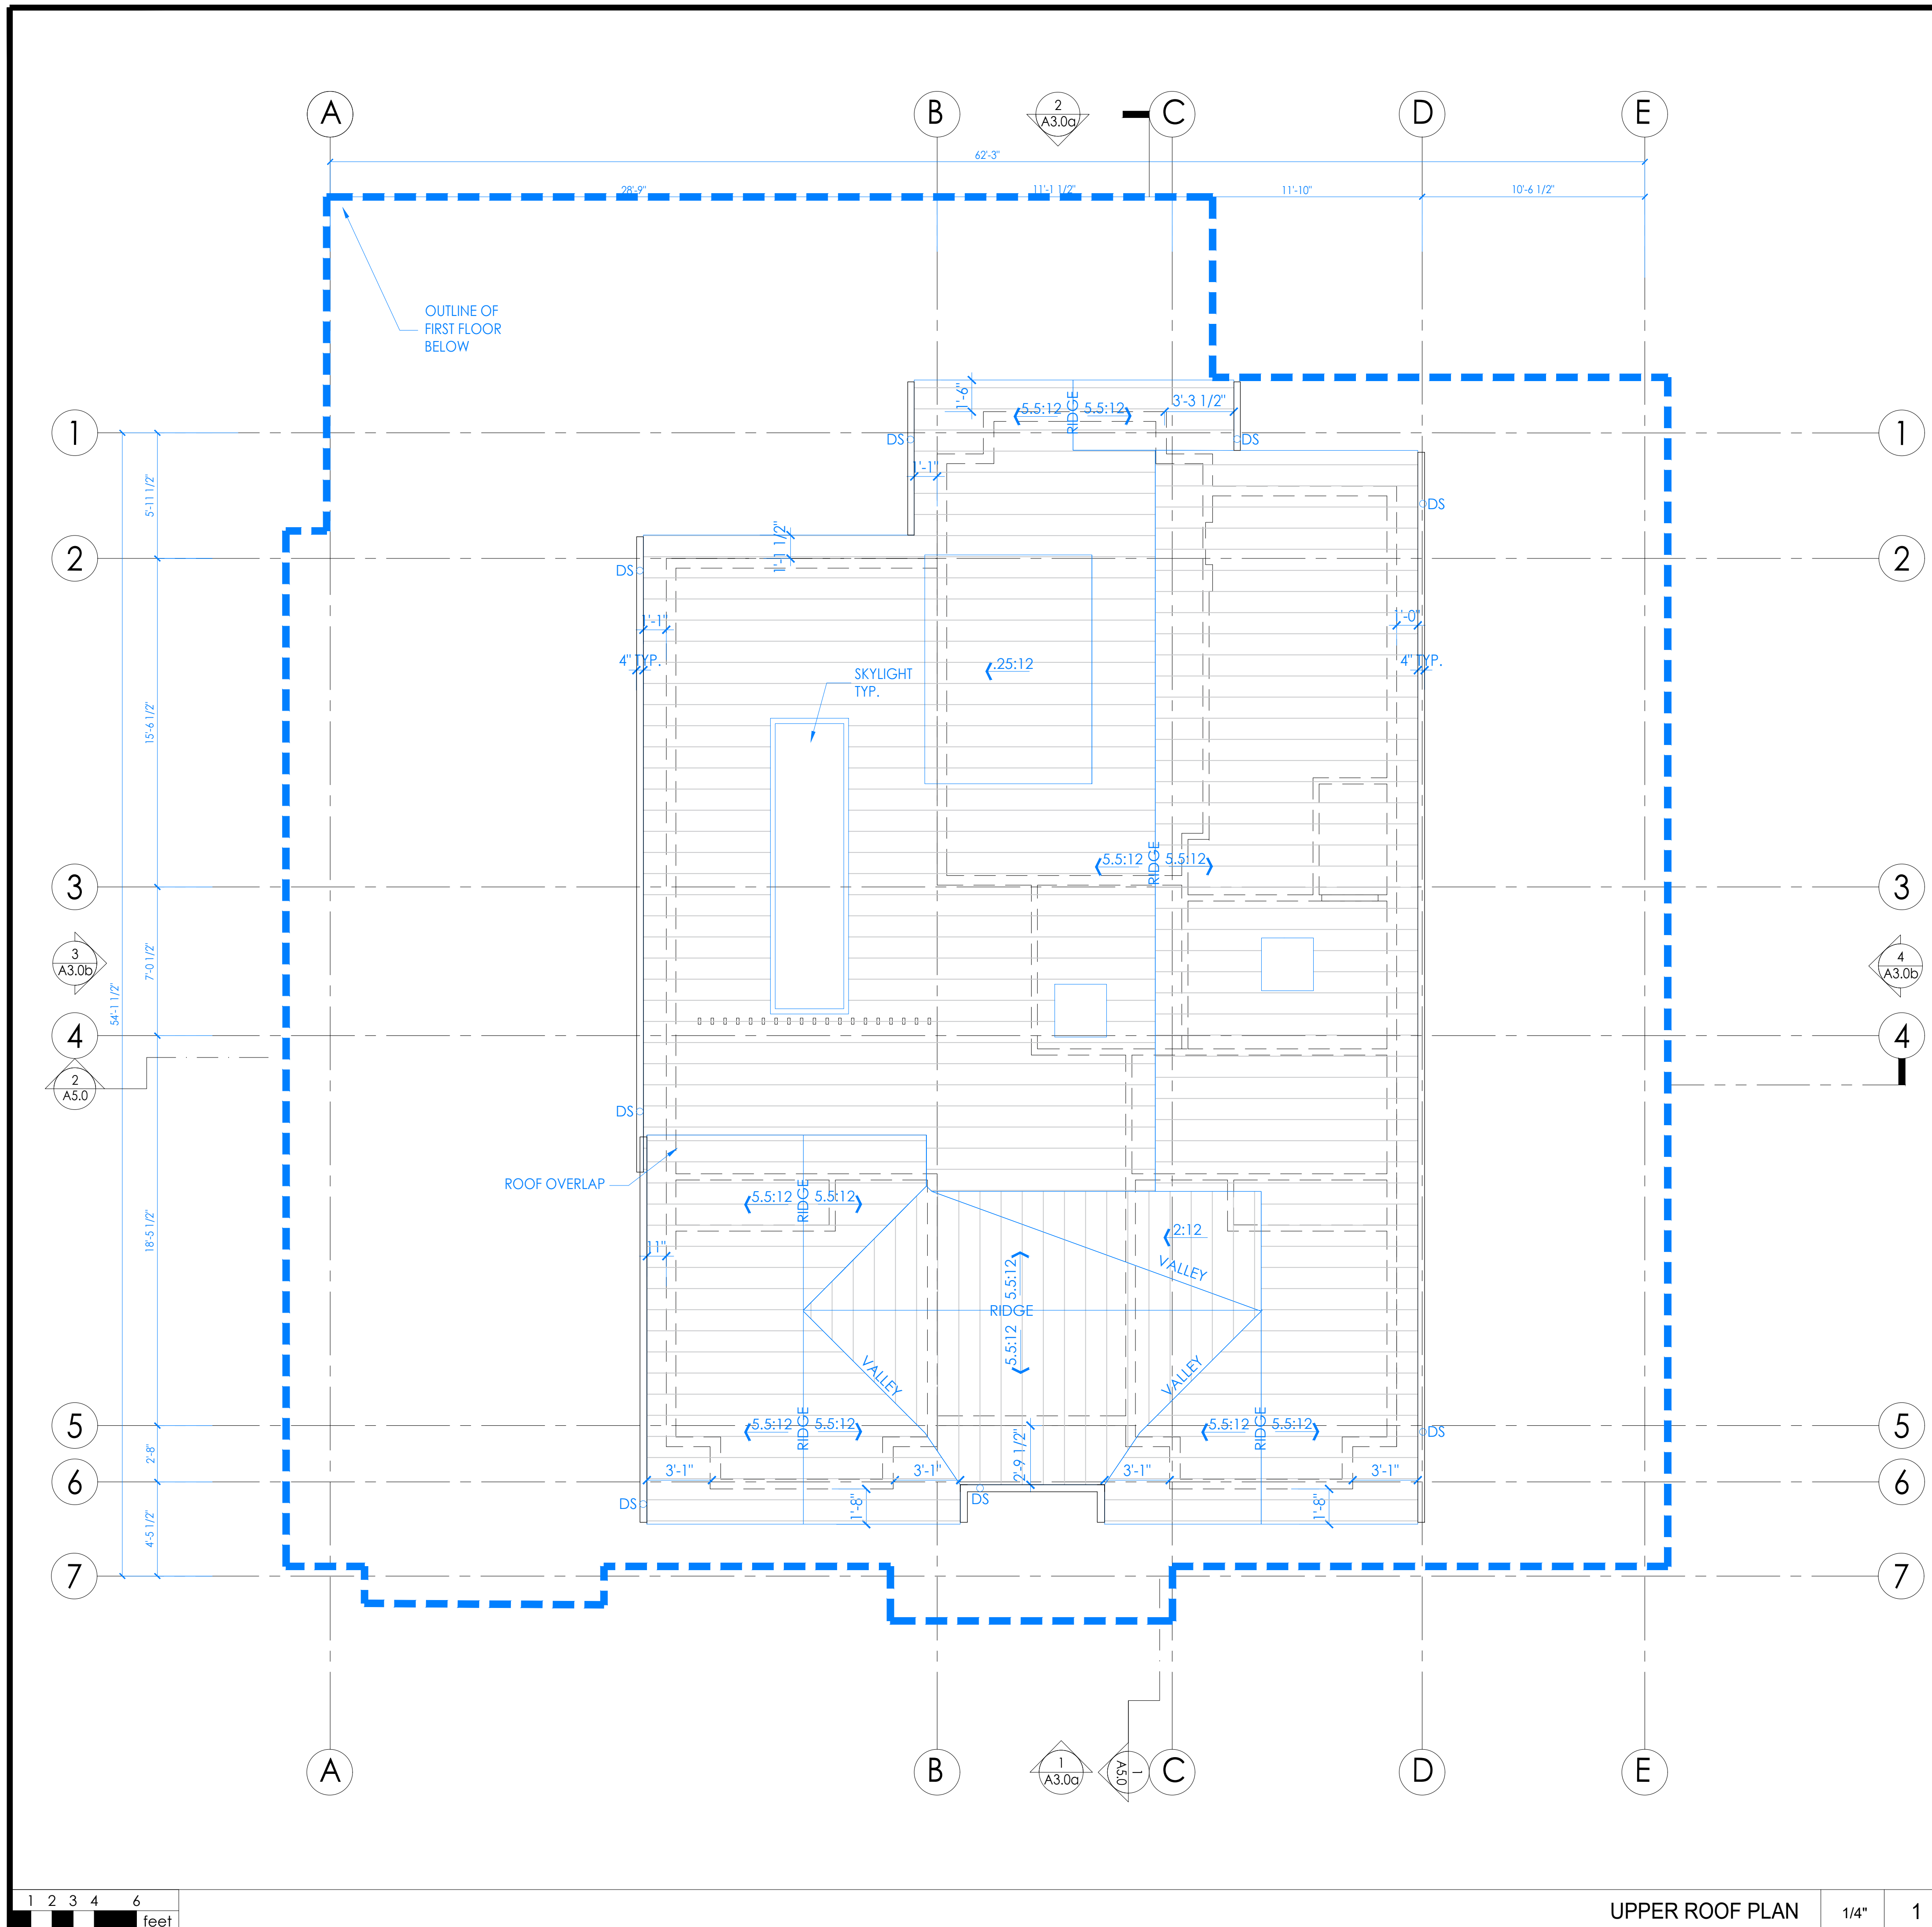 A
B
2
A3.0a
C
D
E
62'-3"
28'-9"
11'-1 1/2"
11'-10"
10'-6 1/2"
OUTLINE OF
FIRST FLOOR
BELOW
1'-6"
5.5:12
RIDGE
5.5:12
3'-3 1/2"
1
DS
DS
1
1'-1"
5'-11 1/2"
DS
1'-1 1/2"
2
DS
2
1'-1"
1'-0"
4" TYP.
.25:12
4" TYP.
SKYLIGHT
TYP.
15'-6 1/2"
5.5:12
RIDGE
5.5:12
3
3
3
A3.0b
7'-0 1/2"
4
A3.0b
54'-1 1/2"
4
4
2
A5.0
DS
ROOF OVERLAP
5.5:12
RIDGE
5.5:12
18'-5 1/2"
11"
2:12
VALLEY
5.5:12
RIDGE
5.5:12
VALLEY
VALLEY
5
5.5:12
RIDGE
5.5:12
5.5:12
RIDGE
5.5:12
DS
5
2'-8"
2'-9 1/2"
6
3'-1"
3'-1"
3'-1"
3'-1"
6
DS
1'-8"
DS
1'-8"
4'-5 1/2"
7
7
A
B
1
A3.0a
1
A5.0
C
D
E
1 2 3 4 6
feet
UPPER ROOF PLAN 1/4" 1